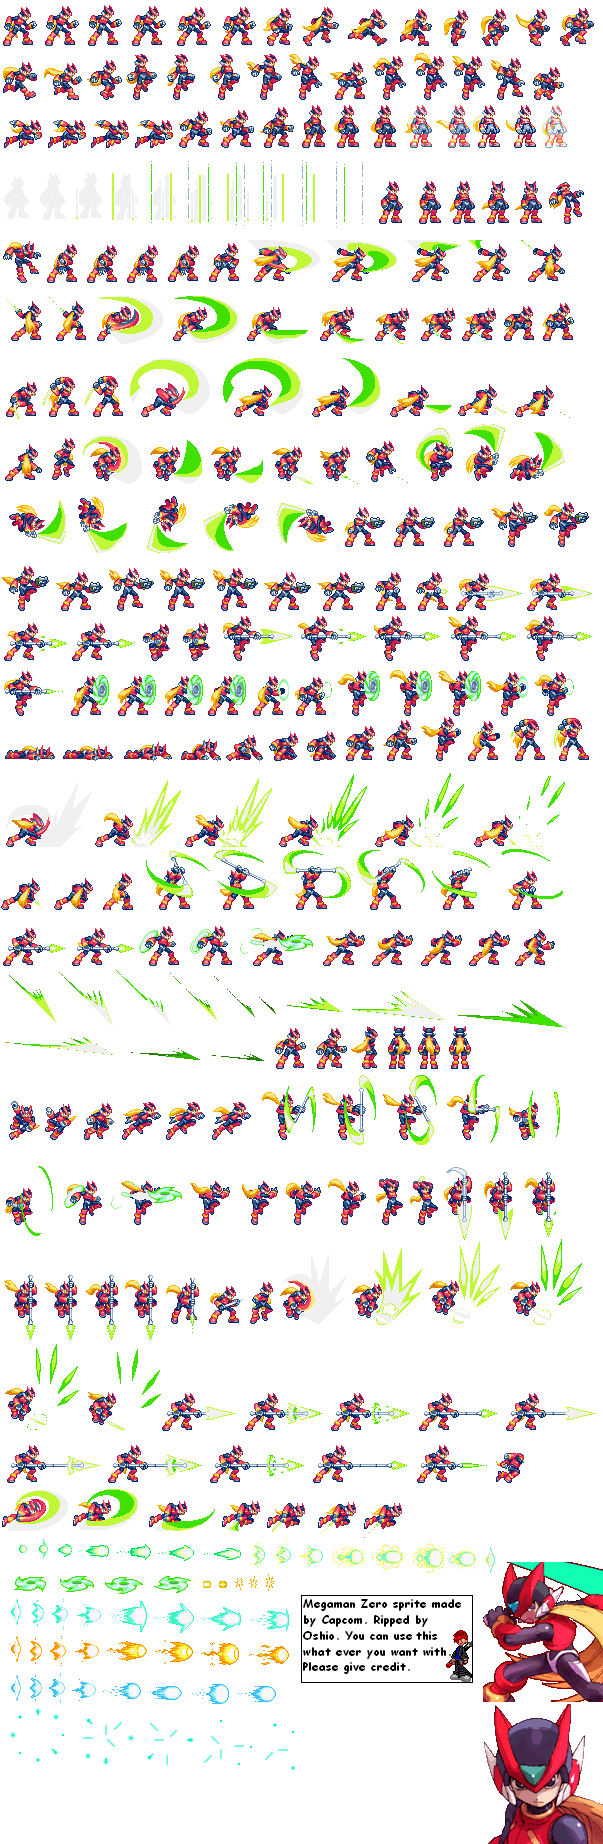 Megaman Zero sprite made
by Capcom. Ripped by
Oshio. You can use this
what ever you want with
Please give credit.